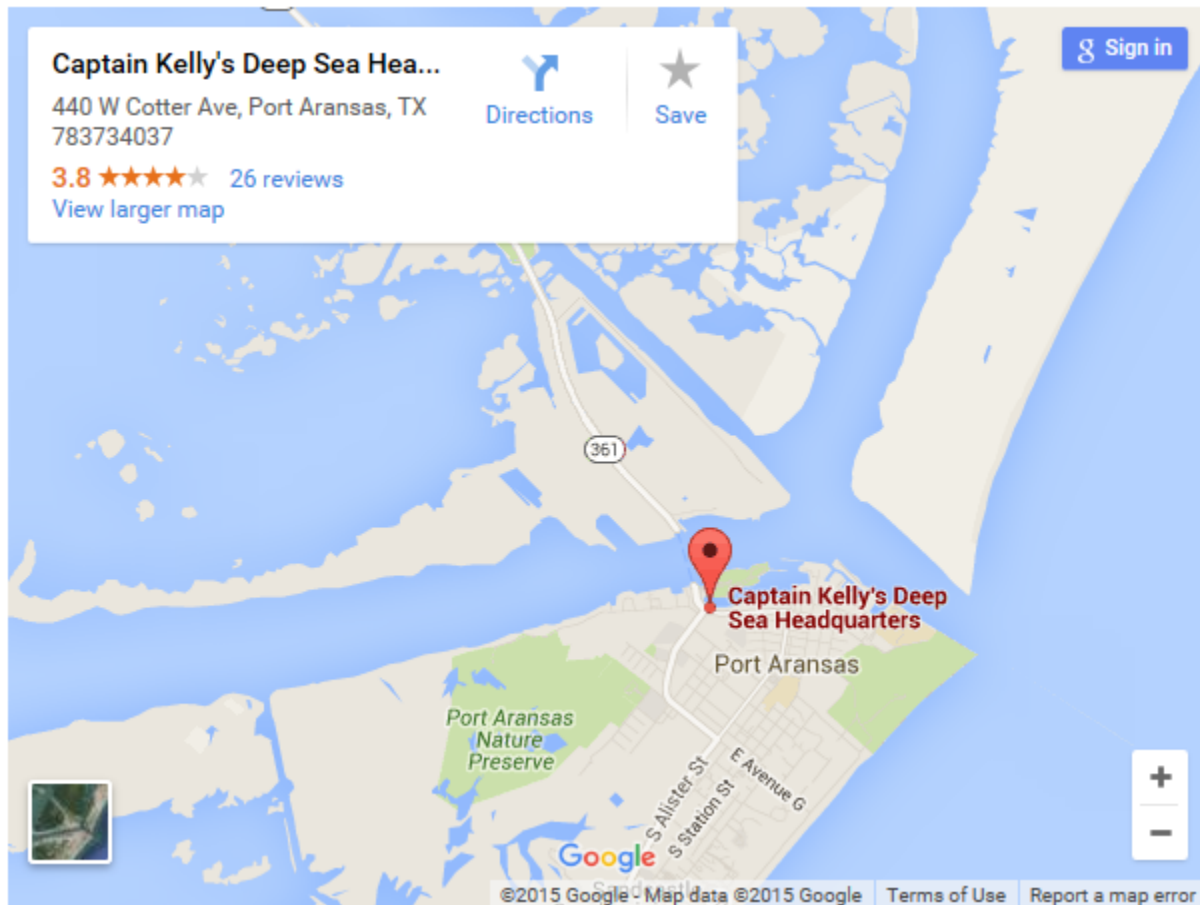 Captain Kelly's Deep Sea Hea...
440 W Cotter Ave, Port Aransas, TX
783734037
3.8 26 reviews
View larger map
Directions
Save
g Sign in
361
Captain Kelly's Deep
Sea Headquarters
Port Aransas
Port Aransas
Nature
Preserve
E Avenue G
S Alister St
S Station St
Google
©2015 Google - Map data ©2015 Google
Terms of Use
Report a map error
+
−